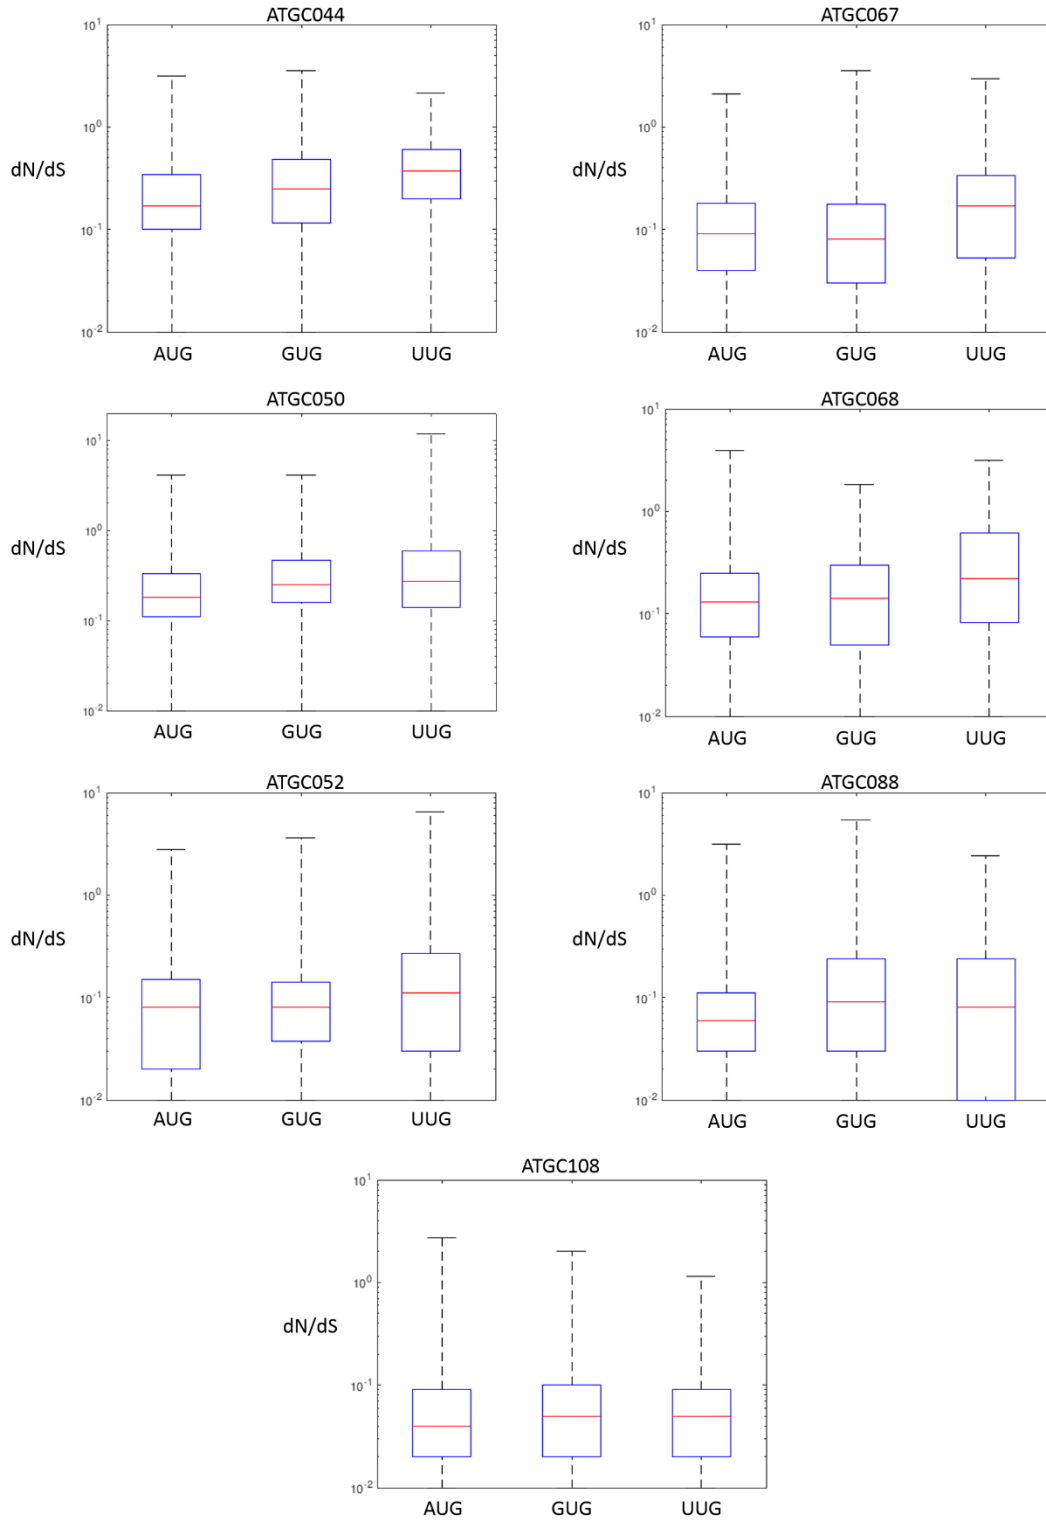 ATGC044
10^1
10^0
dN/dS
10^-1
10^-2
AUG GUG UUG
ATGC067
10^1
10^0
dN/dS
10^-1
10^-2
AUG GUG UUG
ATGC050
10^1
10^0
dN/dS
10^-1
10^-2
AUG GUG UUG
ATGC068
10^1
10^0
dN/dS
10^-1
10^-2
AUG GUG UUG
ATGC052
10^1
10^0
dN/dS
10^-1
10^-2
AUG GUG UUG
ATGC088
10^1
10^0
dN/dS
10^-1
10^-2
AUG GUG UUG
ATGC108
10^1
10^0
dN/dS
10^-1
10^-2
AUG GUG UUG